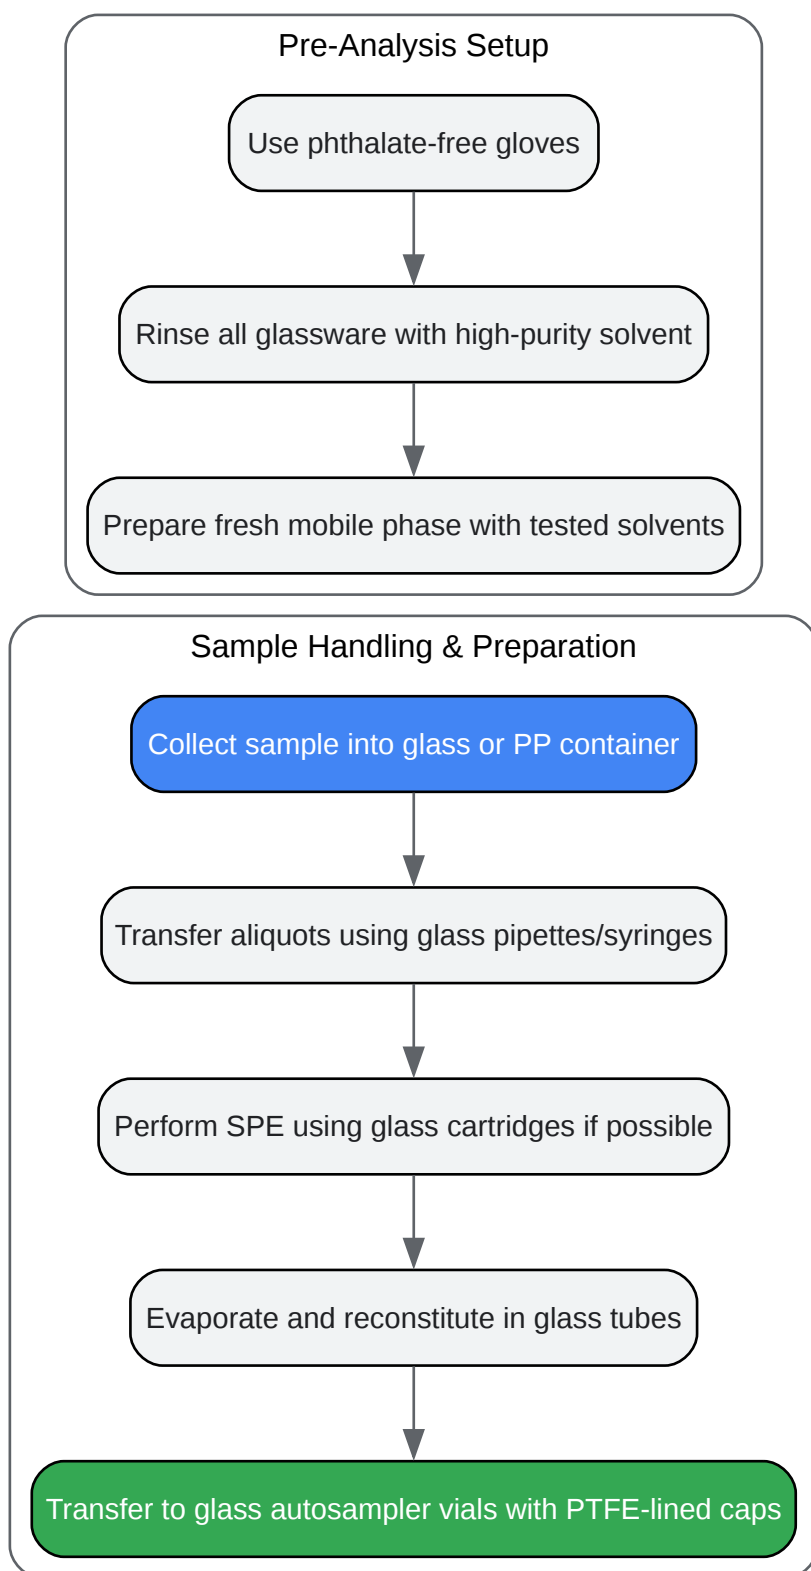 Pre-Analysis Setup
Use phthalate-free gloves
Rinse all glassware with high-purity solvent
Prepare fresh mobile phase with tested solvents
Sample Handling & Preparation
Collect sample into glass or PP container
Transfer aliquots using glass pipettes/syringes
Perform SPE using glass cartridges if possible
Evaporate and reconstitute in glass tubes
Transfer to glass autosampler vials with PTFE-lined caps